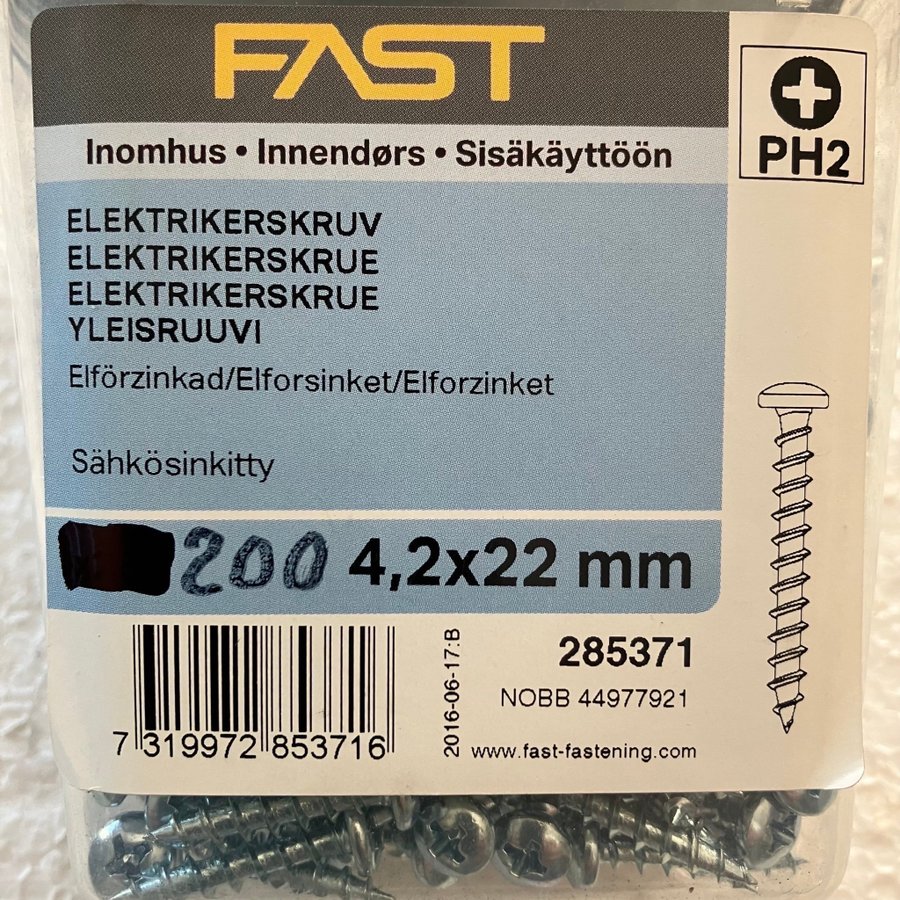 FAST
PH2
Inomhus • Innendørs • Sisäkäyttöön
ELEKTRIKERSKRUV
ELEKTRIKERSKRUE
ELEKTRIKERSKRUE
YLEISRUUVI
Elförzinkad/Elforsinket/Elforzinket
Sähkösinkitty
200 4,2x22 mm
7 319972 853716
2016-06-17:B
285371
NOBB 44977921
www.fast-fastening.com